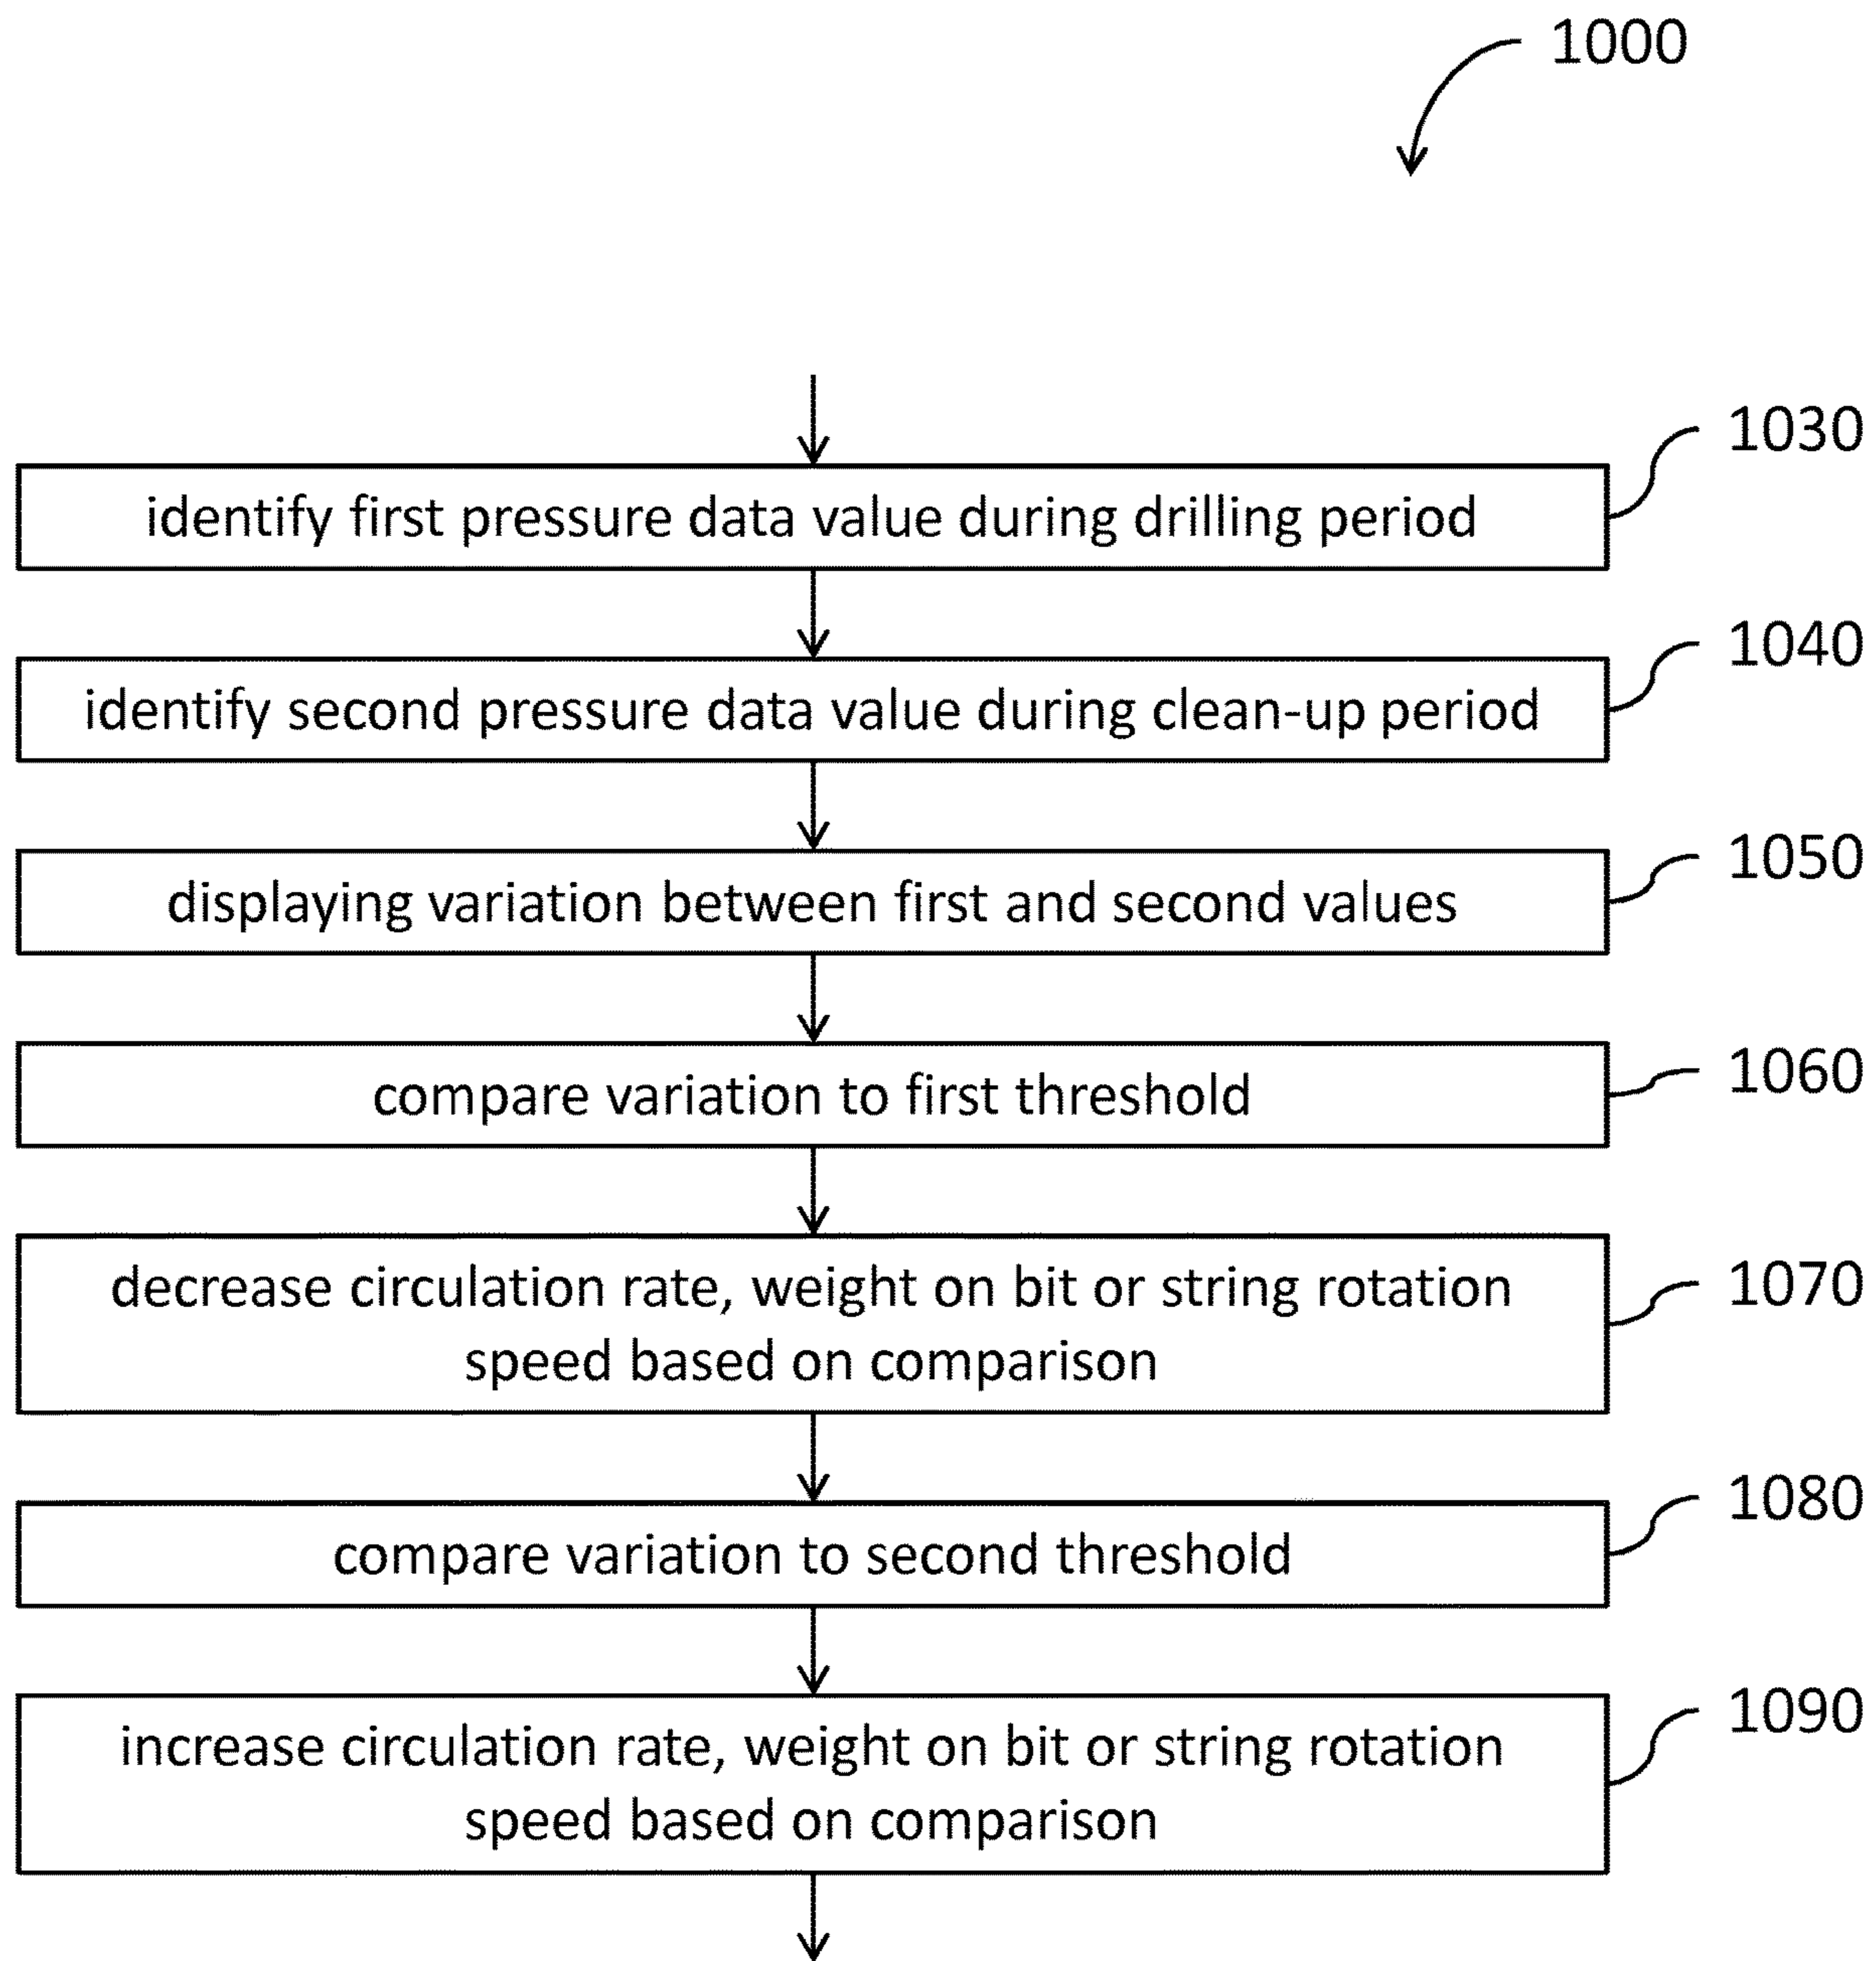 1000
1030
identify first pressure data value during drilling period
1040
identify second pressure data value during clean-up period
1050
displaying variation between first and second values
1060
compare variation to first threshold
1070
decrease circulation rate, weight on bit or string rotation
speed based on comparison
1080
compare variation to second threshold
1090
increase circulation rate, weight on bit or string rotation
speed based on comparison